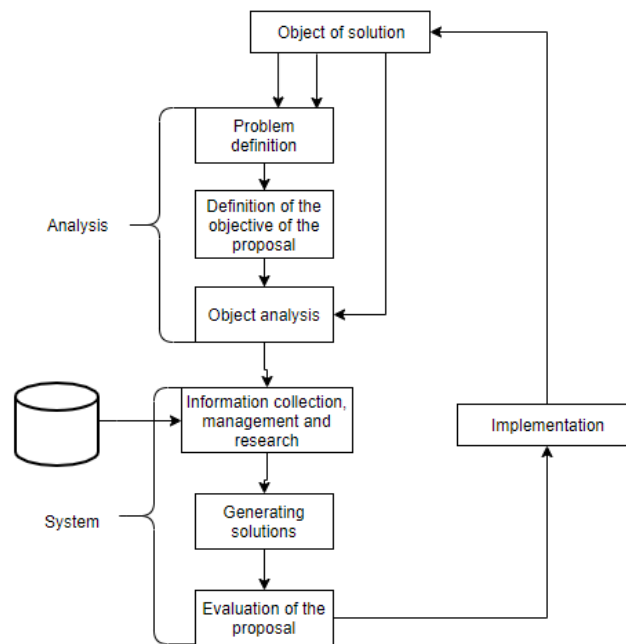 Object of solution
Problem
definition
Definition of the
objective of the
proposal
Analysis
Object analysis
Information collection,
management and
research
Implementation
Generating
solutions
System
Evaluation of the
proposal